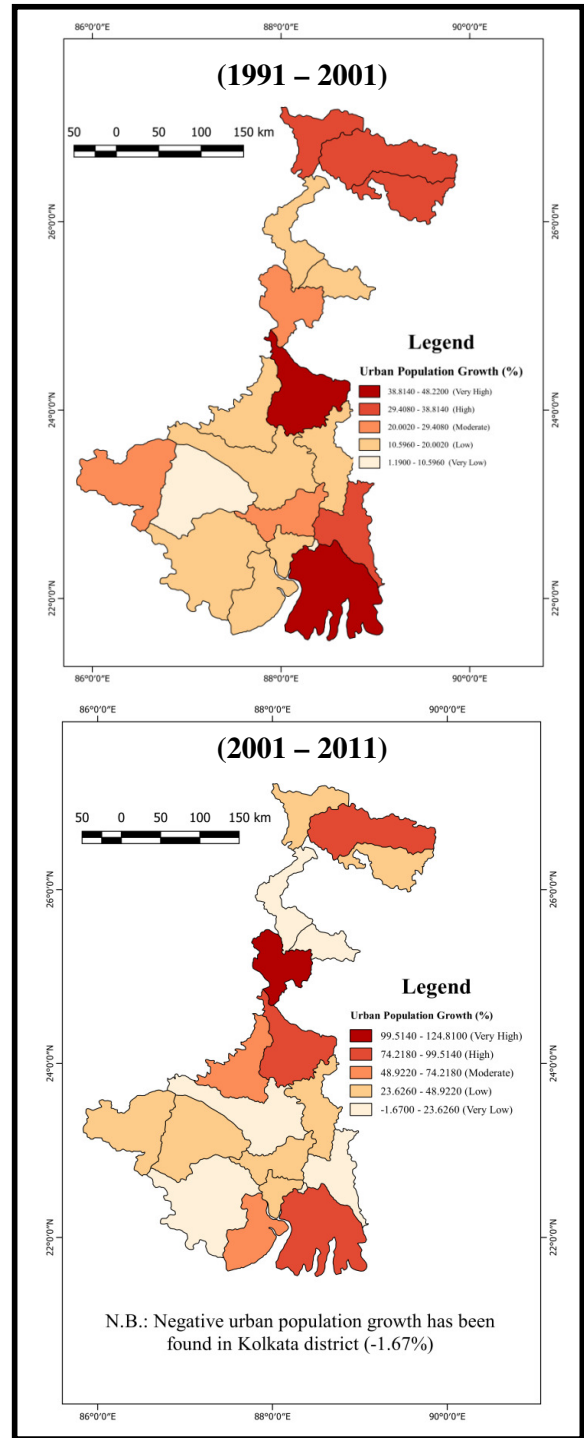 86°0'0"E 88°0'0"E 90°0'0"E
(1991 – 2001)
50 0 50 100 150 km
26°0'0"N
26°0'0"N
Legend
Urban Population Growth (%)
38.8140 - 48.2200 (Very High)
29.4080 - 38.8140 (High)
20.0020 - 29.4080 (Moderate)
10.5960 - 20.0020 (Low)
1.1900 - 10.5960 (Very Low)
24°0'0"N
24°0'0"N
22°0'0"N
22°0'0"N
86°0'0"E 88°0'0"E 90°0'0"E
86°0'0"E 88°0'0"E 90°0'0"E
(2001 – 2011)
50 0 50 100 150 km
26°0'0"N
26°0'0"N
Legend
Urban Population Growth (%)
99.5140 - 124.8100 (Very High)
74.2180 - 99.5140 (High)
48.9220 - 74.2180 (Moderate)
23.6260 - 48.9220 (Low)
-1.6700 - 23.6260 (Very Low)
24°0'0"N
24°0'0"N
22°0'0"N
22°0'0"N
N.B.: Negative urban population growth has been
found in Kolkata district (-1.67%)
86°0'0"E 88°0'0"E 90°0'0"E